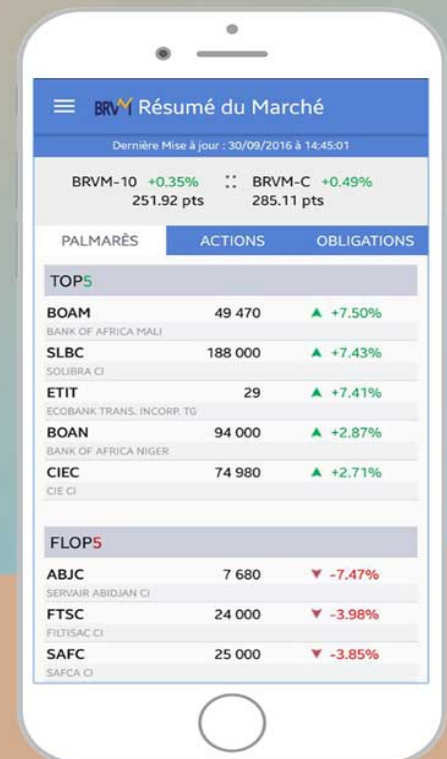 BRVM Résumé du Marché
Dernière Mise à jour : 30/09/2016 à 14:45:01
BRVM-10 +0.35% :: BRVM-C +0.49%
251.92 pts 285.11 pts
PALMARÈS ACTIONS OBLIGATIONS
TOP5
BOAM 49 470 ▲ +7.50%
BANK OF AFRICA MALI
SLBC 188 000 ▲ +7.43%
SOLIBRA CI
ETIT 29 ▲ +7.41%
ECOBANK TRANS. INCORP. TG
BOAN 94 000 ▲ +2.87%
BANK OF AFRICA NIGER
CIEC 74 980 ▲ +2.71%
CIE CI
FLOP5
ABJC 7 680 ▼ -7.47%
SERVAIR ABIDJAN CI
FTSC 24 000 ▼ -3.98%
FILTISAC CI
SAFC 25 000 ▼ -3.85%
SAFCA CI